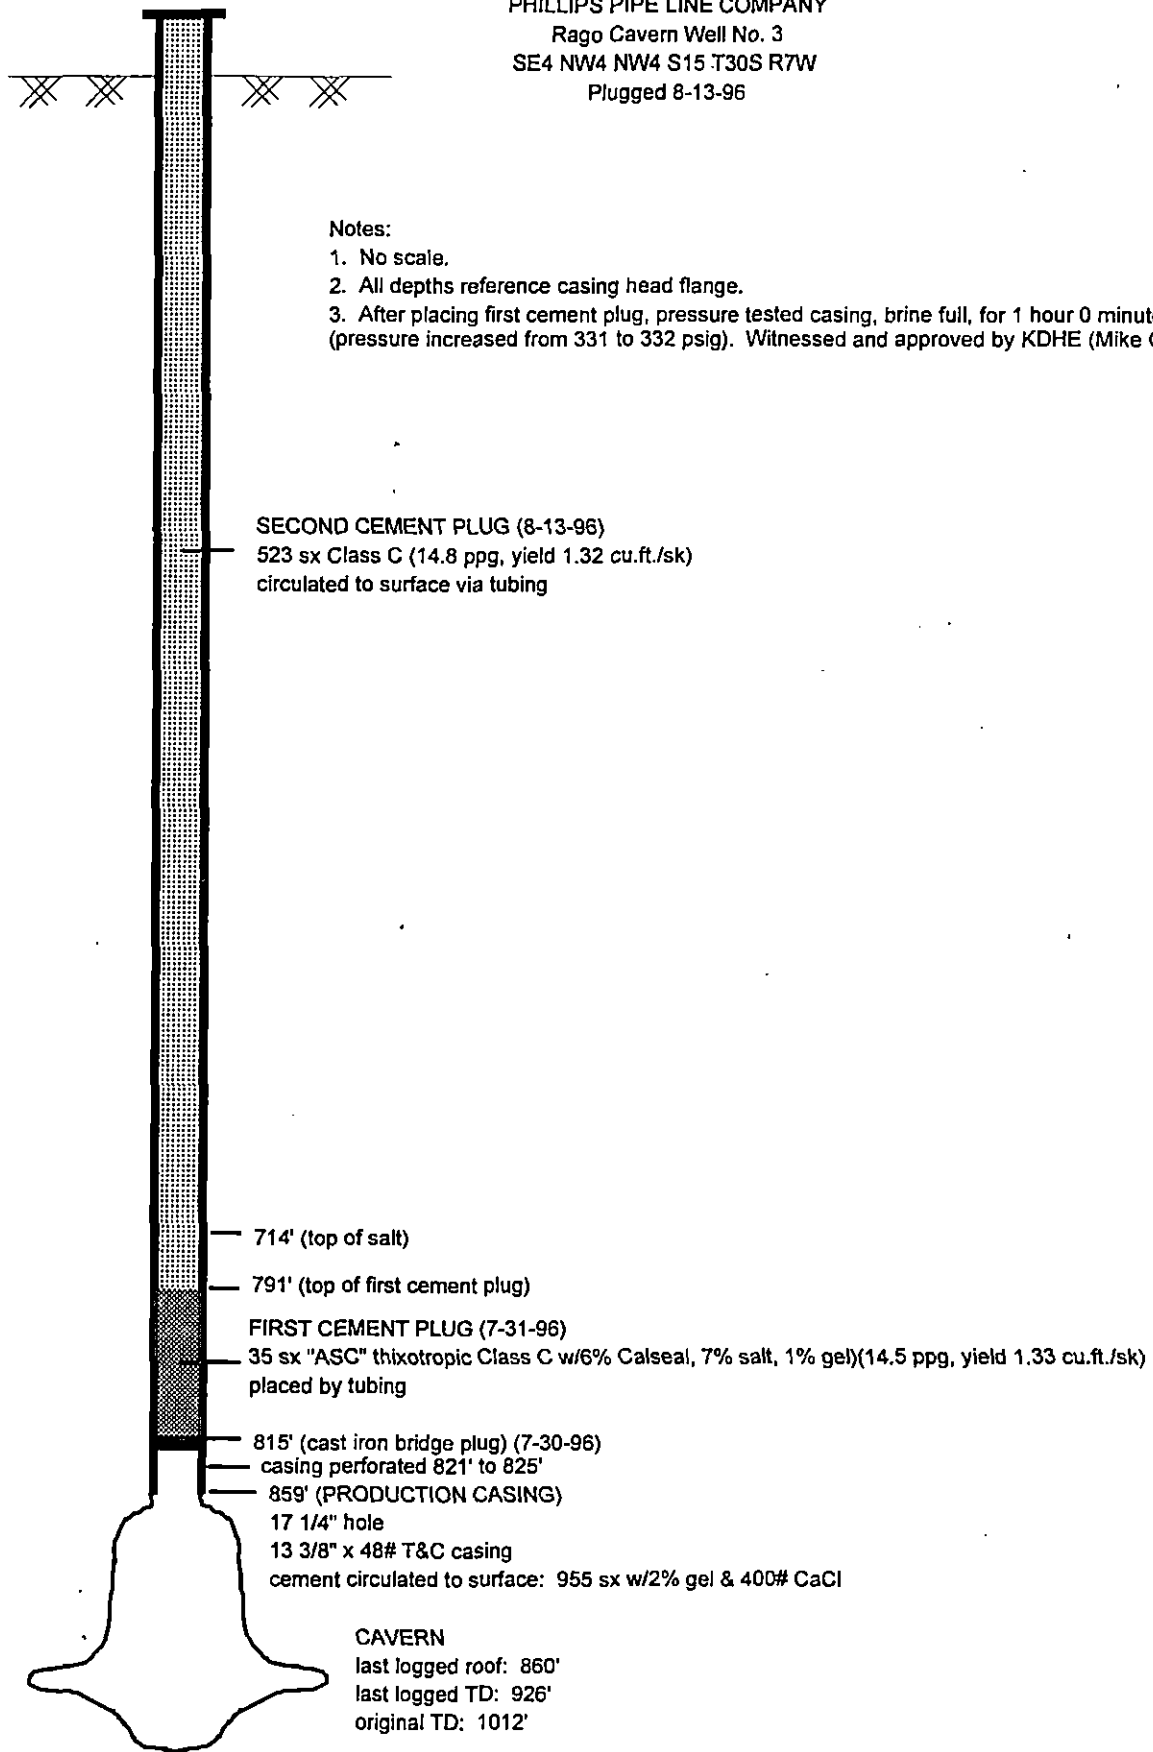 PHILLIPS PIPE LINE COMPANY
Rago Cavern Well No. 3
SE4 NW4 NW4 S15 T30S R7W
Plugged 8-13-96
Notes:
1. No scale.
2. All depths reference casing head flange.
3. After placing first cement plug, pressure tested casing, brine full, for 1 hour 0
(pressure increased from 331 to 332 psig). Witnessed and approved by KDHE (Mike
SECOND CEMENT PLUG (8-13-96)
523 sx Class C (14.8 ppg, yield 1.32 cu.ft./sk)
circulated to surface via tubing
714' (top of salt)
791' (top of first cement plug)
FIRST CEMENT PLUG (7-31-96)
35 sx "ASC" thixotropic Class C w/6% Calseal, 7% salt, 1% gel)(14.5 ppg, yield 1.33 cu.ft./sk)
placed by tubing
815' (cast iron bridge plug) (7-30-96)
casing perforated 821' to 825'
859' (PRODUCTION CASING)
17 1/4" hole
13 3/8" x 48# T&C casing
cement circulated to surface: 955 sx w/2% gel & 400# CaCl
CAVERN
last logged roof: 860'
last logged TD: 926'
original TD: 1012'